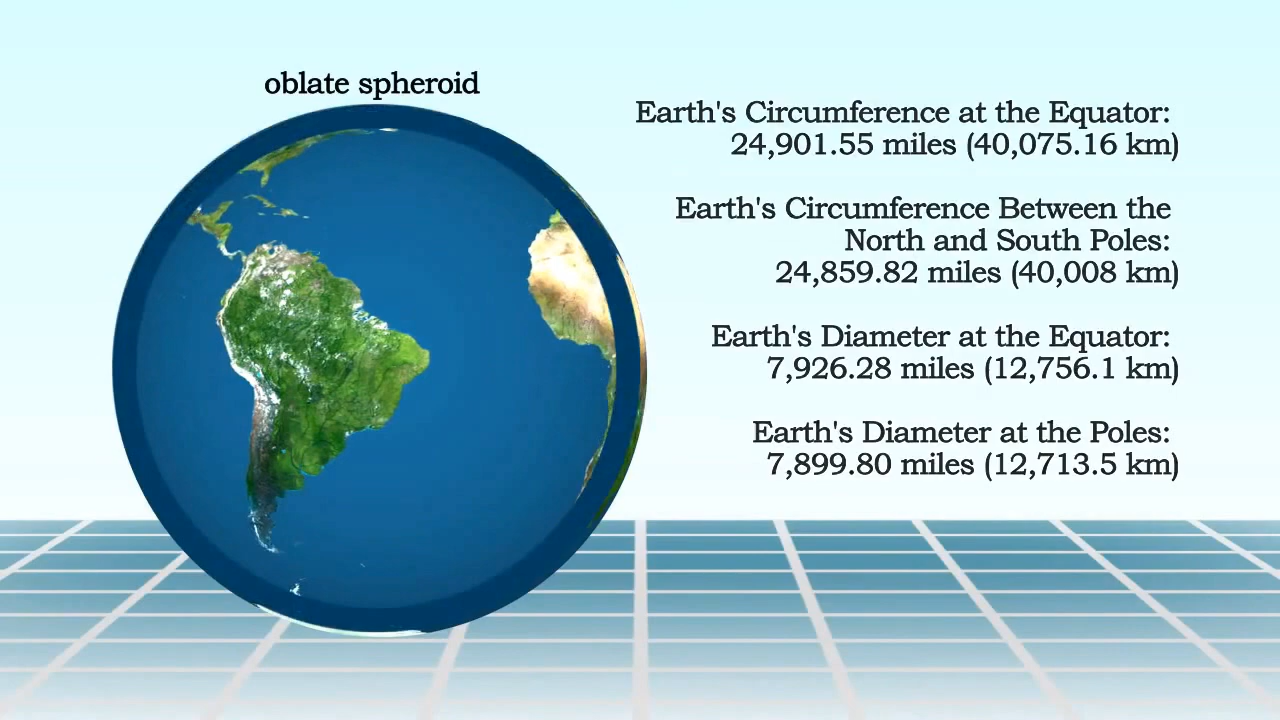 oblate spheroid
Earth's Circumference at the Equator:
24,901.55 miles (40,075.16 km)
Earth's Circumference Between the
North and South Poles:
24,859.82 miles (40,008 km)
Earth's Diameter at the Equator:
7,926.28 miles (12,756.1 km)
Earth's Diameter at the Poles:
7,899.80 miles (12,713.5 km)